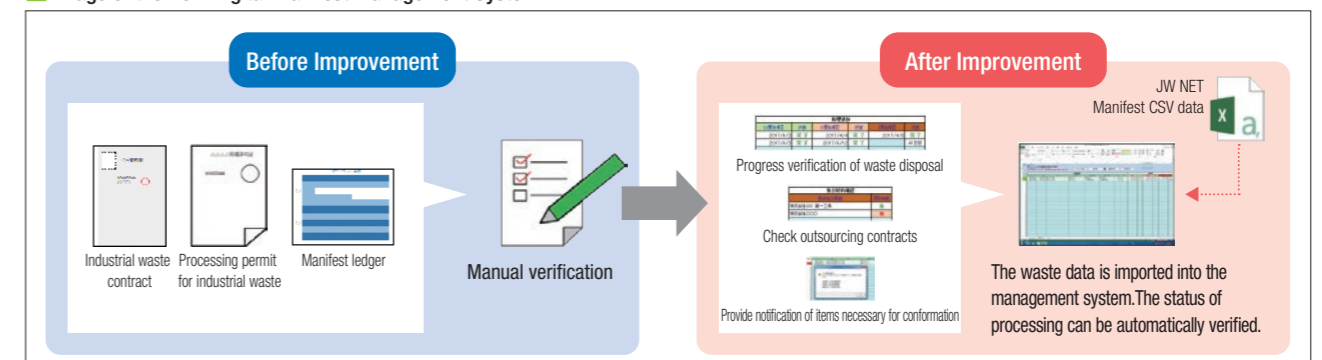 Before Improvement
Industrial waste
contract
Processing permit
for industrial waste
Manifest ledger
Manual verification
After Improvement
JW NET
Manifest CSV data
Progress verification of waste disposal
Check outsourcing contracts
Provide notification of items necessary for conformation
The waste data is imported into the
management system.The status of
processing can be automatically verified.